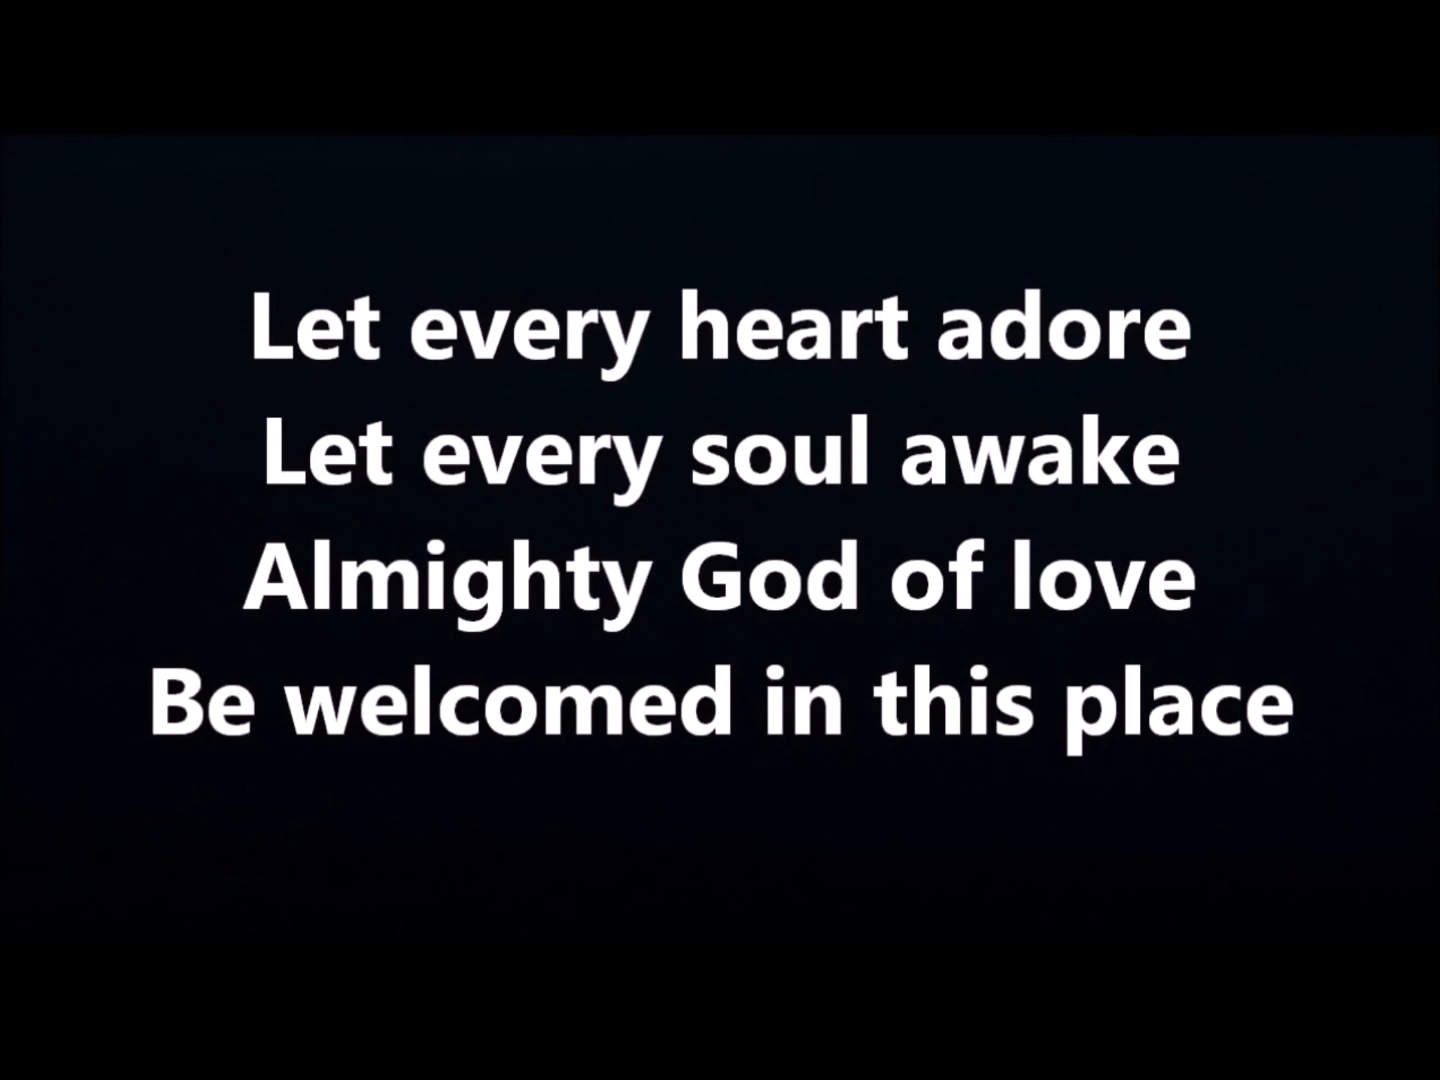 Let every heart adore
Let every soul awake
Almighty God of love
Be welcomed in this place